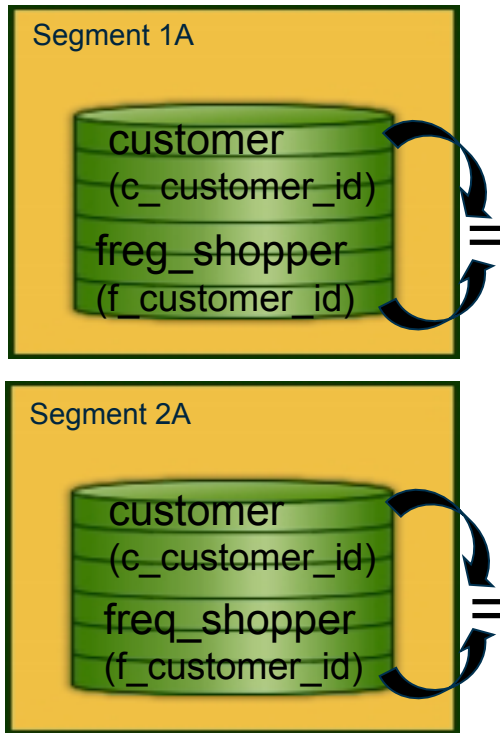 Segment 1A
customer
(c_customer_id)
freg_shopper
(f_customer_id)
=
Segment 2A
customer
(c_customer_id)
freq_shopper
(f_customer_id)
=